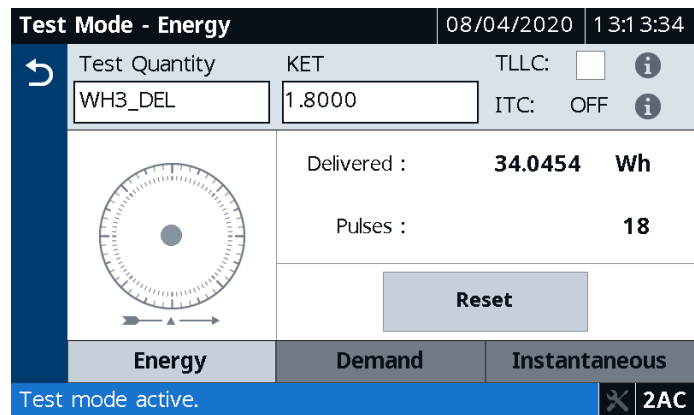 Test Mode - Energy 08/04/2020 13:13:34
Test Quantity KET TLLC:
WH3_DEL 1.8000 ITC: OFF
Delivered : 34.0454 Wh
Pulses : 18
Reset
Energy Demand Instantaneous
Test mode active. 2AC